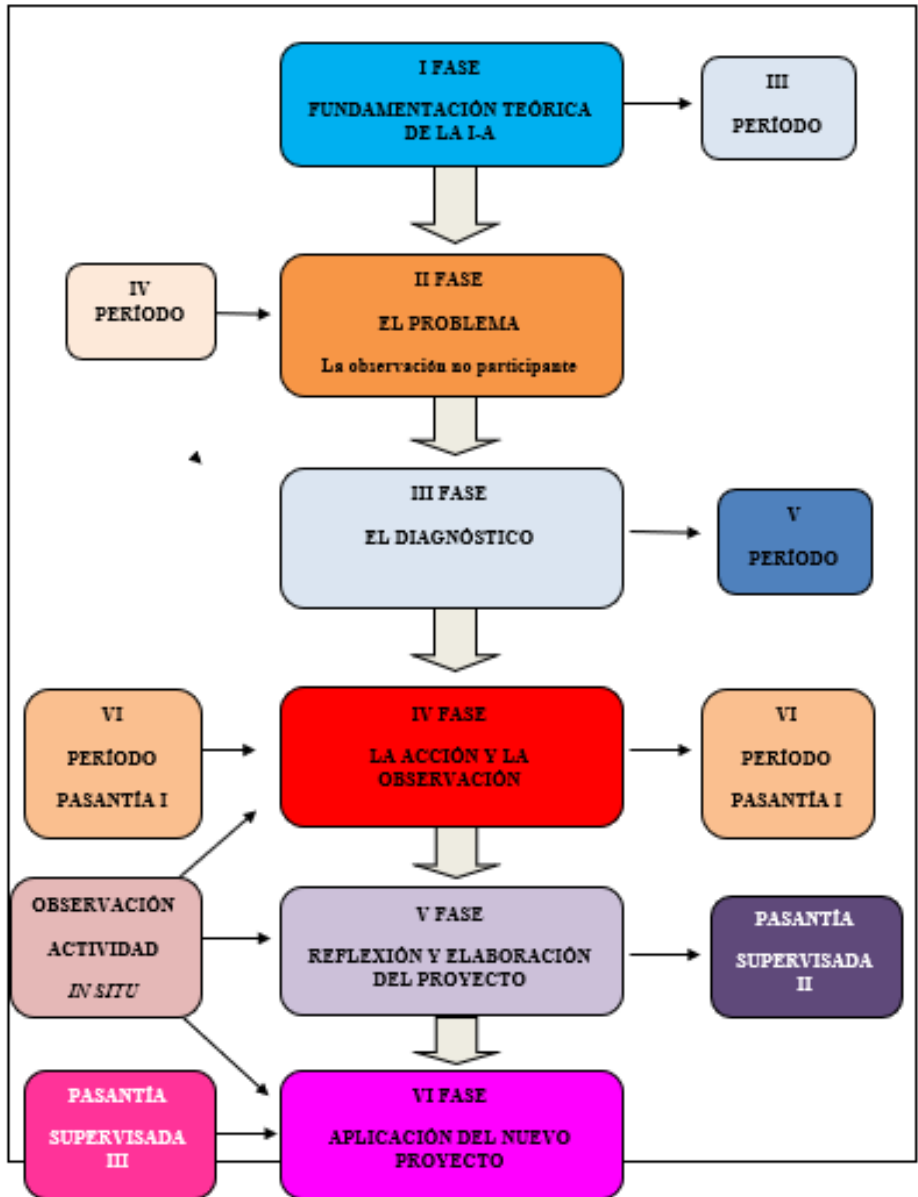 I FASE
FUNDAMENTACIÓN TEÓRICA
DE LA I-A
III
PERÍODO
IV
PERÍODO
II FASE
EL PROBLEMA
La observación no participante
III FASE
EL DIAGNÓSTICO
V
PERÍODO
VI
PERÍODO
PASANTÍA I
IV FASE
LA ACCIÓN Y LA
OBSERVACIÓN
VI
PERÍODO
PASANTÍA I
OBSERVACIÓN
ACTIVIDAD
IN SITU
V FASE
REFLEXIÓN Y ELABORACIÓN
DEL PROYECTO
PASANTÍA
SUPERVISADA
II
PASANTÍA
SUPERVISADA
III
VI FASE
APLICACIÓN DEL NUEVO
PROYECTO